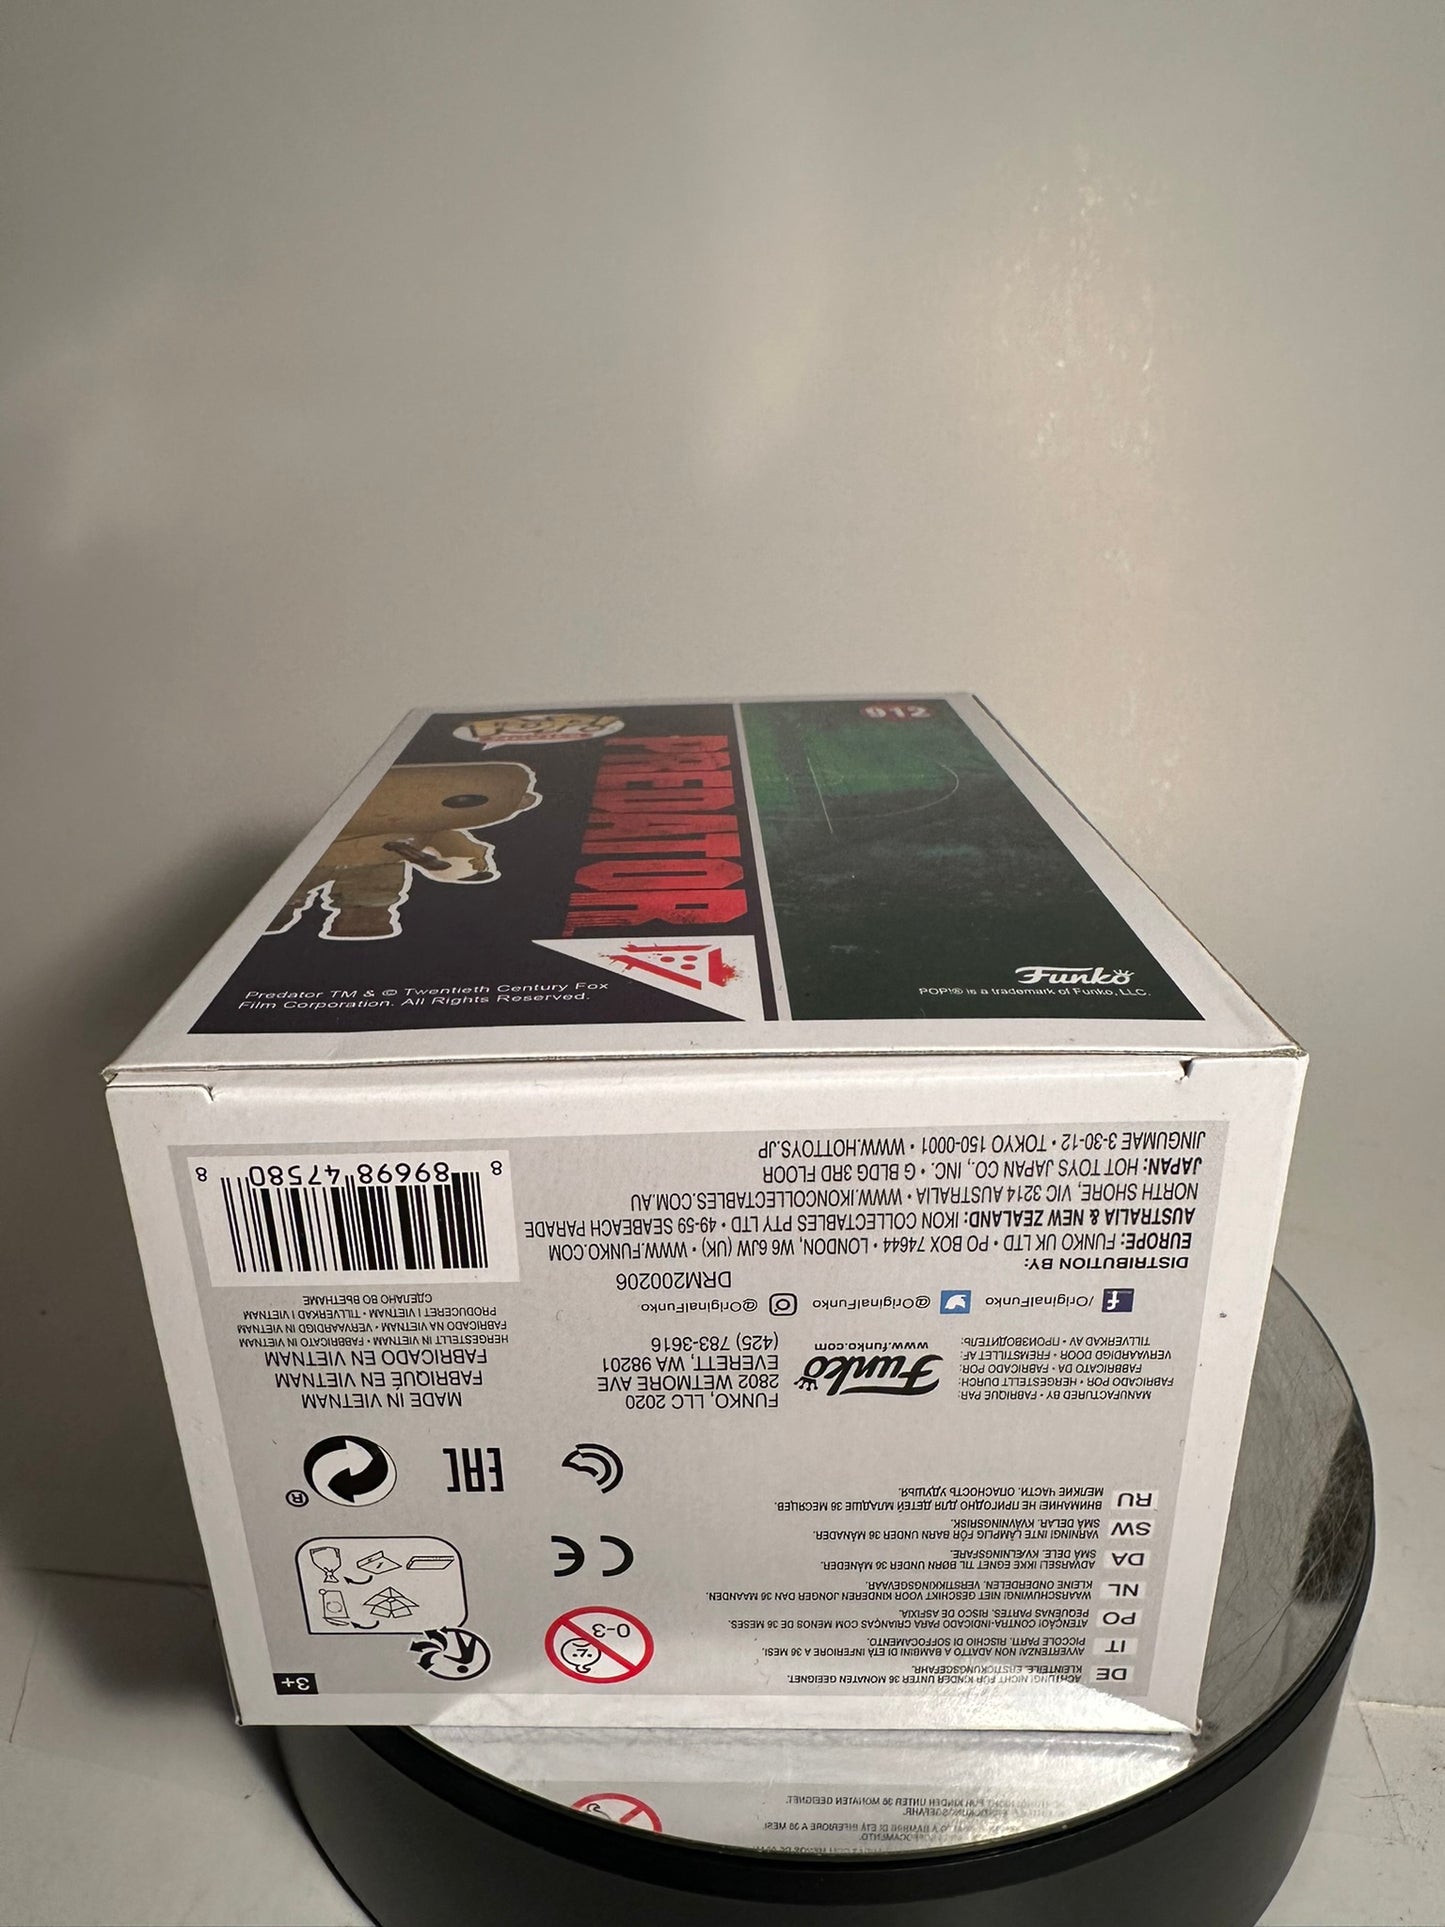 912
PREDATOR
Funko
POP!® is a trademark of Funko, LLC.
Predator TM & © Twentieth Century Fox
Film Corporation. All Rights Reserved.
DE
ACHTUNG! NICHT FÜR KINDER UNTER 36 MONATEN GEEIGNET.
KLEINTEILE. ERSTICKUNGSGEFAHR.
IT
AVVERTENZA! NON ADATTO A BAMBINI DI ETÀ INFERIORE A 36 MESI.
PICCOLE PARTI. RISCHIO DI SOFFOCAMENTO.
PO
ATENÇÃO! CONTRA-INDICADO PARA CRIANÇAS COM MENOS DE 36 MESES.
PEQUENAS PARTES. RISCO DE ASFIXIA.
NL
WAARSCHUWING! NIET GESCHIKT VOOR KINDEREN JONGER DAN 36 MAANDEN.
KLEINE ONDERDELEN. VERSTIKKINGSGEVAAR.
DA
ADVARSEL! IKKE EGNET TIL BØRN UNDER 36 MÅNEDER.
SMÅ DELE. KVÆLNINGSFARE.
SW
VARNING! INTE LÄMPLIG FÖR BARN UNDER 36 MÅNADER.
SMÅ DELAR. KVÄVNINGSRISK.
RU
ВНИМАНИЕ! НЕ ПРИГОДНО ДЛЯ ДЕТЕЙ МЛАДШЕ 36 МЕСЯЦЕВ.
МЕЛКИЕ ЧАСТИ. ОПАСНОСТЬ УДУШЬЯ.
0-3
3+
CE
EAC
®
MANUFACTURED BY • FABRIQUÉ PAR:
FABRICADO POR • HERGESTELLT DURCH:
FABRICATO DA • FABRICADO POR:
VERVAARDIGD DOOR • FREMSTILLET AF:
TILLVERKAD AV • ПРОИЗВОДИТЕЛЬ:
Funko
www.funko.com
FUNKO, LLC 2020
2802 WETMORE AVE
EVERETT, WA 98201
(425) 783-3616
MADE IN VIETNAM
FABRIQUÉ EN VIETNAM
FABRICADO EN VIETNAM
HERGESTELLT IN VIETNAM • FABBRICATO IN VIETNAM
FABRICADO NA VIETNAM • VERVAARDIGD IN VIETNAM
PRODUCERET I VIETNAM • TILLVERKAD I VIETNAM
СДЕЛАНО ВО ВЬЕТНАМЕ
/OriginalFunko
@OriginalFunko
@OriginalFunko
DRM200206
DISTRIBUTION BY:
EUROPE: FUNKO UK LTD • PO BOX 74644 • LONDON, W6 6JW (UK) • WWW.FUNKO.COM
AUSTRALIA & NEW ZEALAND: IKON COLLECTABLES PTY LTD • 49-59 SEABEACH PARADE
NORTH SHORE, VIC 3214 AUSTRALIA • WWW.IKONCOLLECTABLES.COM.AU
JAPAN: HOT TOYS JAPAN CO., INC. • G BLDG 3RD FLOOR
JINGUMAE 3-30-12 • TOKYO 150-0001 • WWW.HOTTOYS.JP
8 89698 47580 8